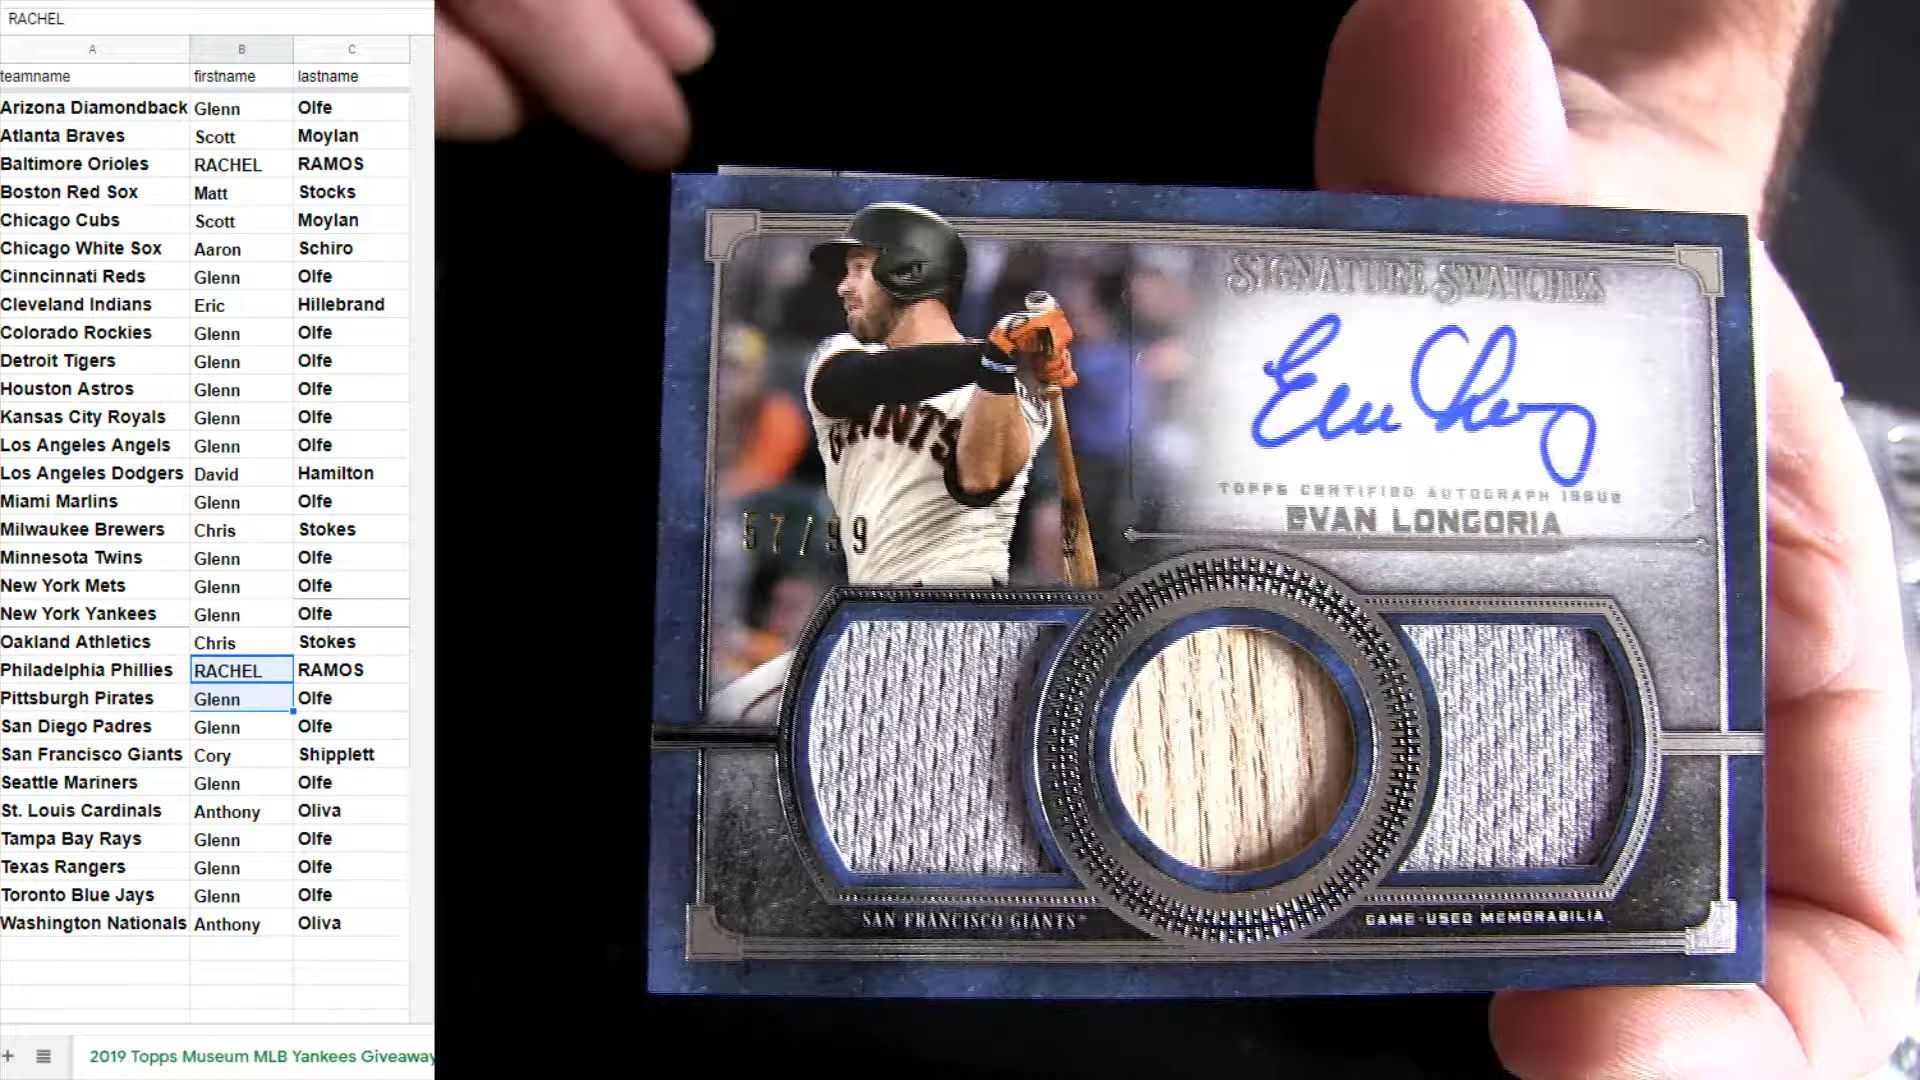 RACHEL
A B C
teamname firstname lastname
Arizona Diamondback Glenn Olfe
Atlanta Braves Scott Moylan
Baltimore Orioles RACHEL RAMOS
Boston Red Sox Matt Stocks
Chicago Cubs Scott Moylan
Chicago White Sox Aaron Schiro
Cinncinnati Reds Glenn Olfe
Cleveland Indians Eric Hillebrand
Colorado Rockies Glenn Olfe
Detroit Tigers Glenn Olfe
Houston Astros Glenn Olfe
Kansas City Royals Glenn Olfe
Los Angeles Angels Glenn Olfe
Los Angeles Dodgers David Hamilton
Miami Marlins Glenn Olfe
Milwaukee Brewers Chris Stokes
Minnesota Twins Glenn Olfe
New York Mets Glenn Olfe
New York Yankees Glenn Olfe
Oakland Athletics Chris Stokes
Philadelphia Phillies RACHEL RAMOS
Pittsburgh Pirates Glenn Olfe
San Diego Padres Glenn Olfe
San Francisco Giants Cory Shipplett
Seattle Mariners Glenn Olfe
St. Louis Cardinals Anthony Oliva
Tampa Bay Rays Glenn Olfe
Texas Rangers Glenn Olfe
Toronto Blue Jays Glenn Olfe
Washington Nationals Anthony Oliva
2019 Topps Museum MLB Yankees Giveaway
SIGNATURE SWATCHES
TOPPS CERTIFIED AUTOGRAPH ISSUE
EVAN LONGORIA
GIANTS
57/99
SAN FRANCISCO GIANTS
GAME-USED MEMORABILIA